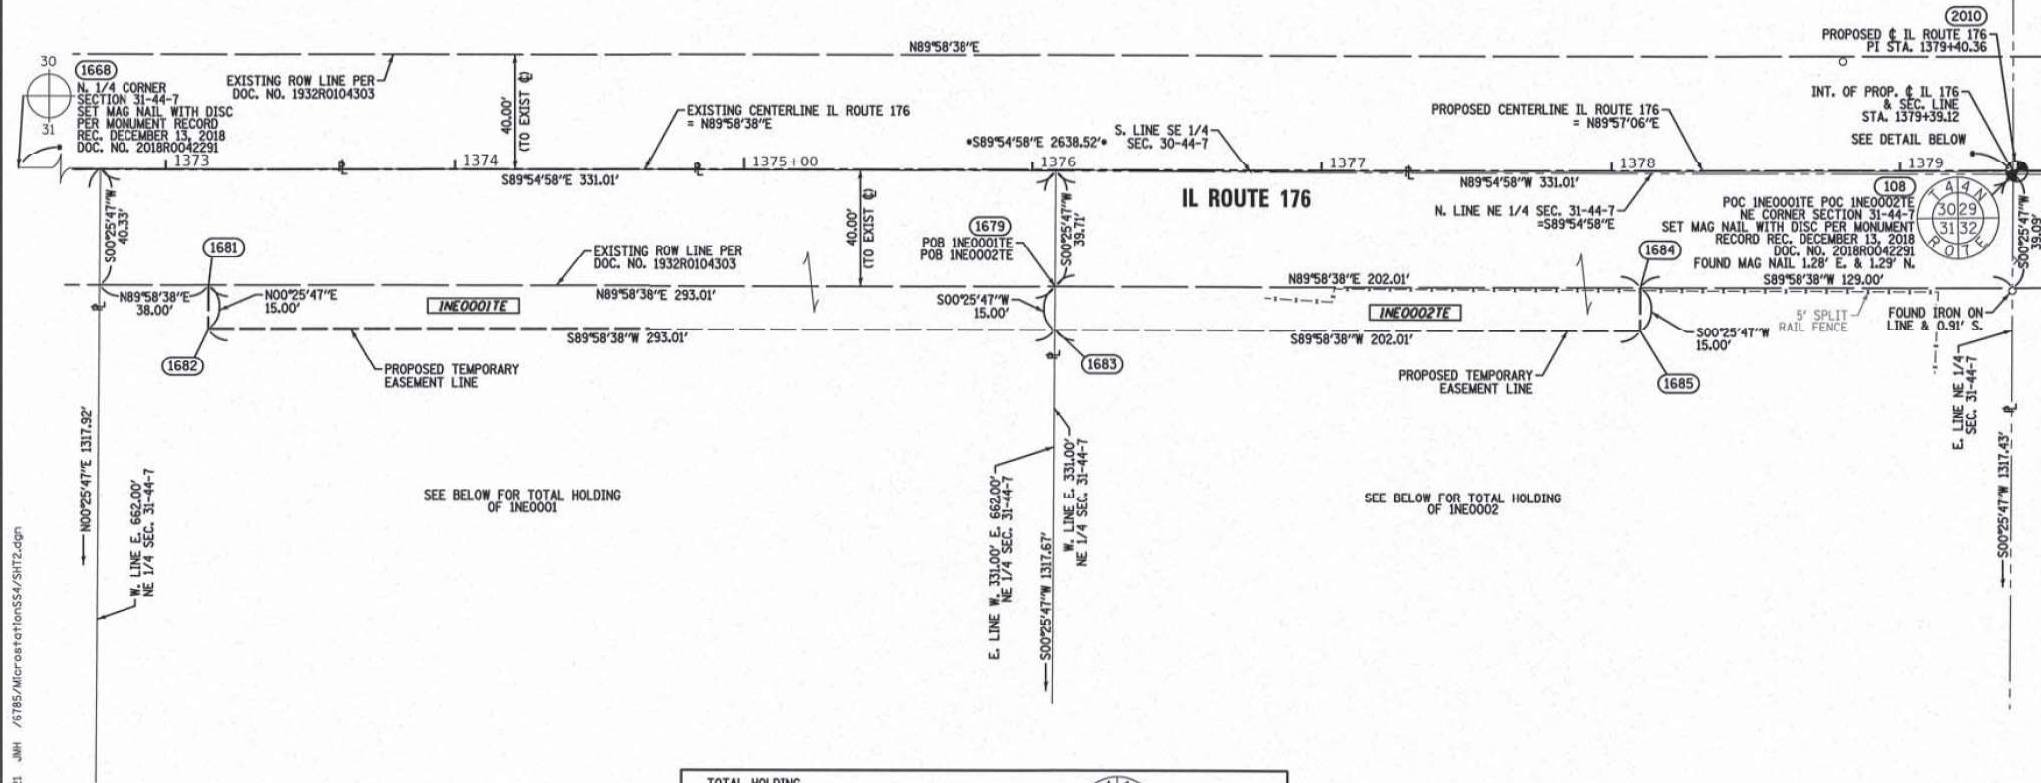 2010
PROPOSED ℄ IL ROUTE 176
PI STA. 1379+40.36
N89°58'38"E
30
31
1668
N. 1/4 CORNER
SECTION 31-44-7
SET MAG NAIL WITH DISC
PER MONUMENT RECORD
REC. DECEMBER 13, 2018
DOC. NO. 2018R0042291
EXISTING ROW LINE PER
DOC. NO. 1932R0104303
40.00'
(TO EXIST ℄)
EXISTING CENTERLINE IL ROUTE 176
= N89°58'38"E
•S89°54'58"E 2638.52'•
S. LINE SE 1/4
SEC. 30-44-7
PROPOSED CENTERLINE IL ROUTE 176
= N89°57'06"E
INT. OF PROP. ℄ IL 176
& SEC. LINE
STA. 1379+39.12
SEE DETAIL BELOW
1373
1374
1375+00
1376
1377
1378
1379
S89°54'58"E 331.01'
N89°54'58"W 331.01'
IL ROUTE 176
N. LINE NE 1/4 SEC. 31-44-7
=S89°54'58"E
108
POC 1NE0001TE POC 1NE0002TE
NE CORNER SECTION 31-44-7
SET MAG NAIL WITH DISC PER MONUMENT
RECORD REC. DECEMBER 13, 2018
DOC. NO. 2018R0042291
FOUND MAG NAIL 1.28' E. & 1.29' N.
T 4 4 N
30 29
31 32
R 0 7 E
S00°25'47"W
39.09'
S00°25'47"W
40.33'
1681
40.00'
(TO EXIST ℄)
1679
POB 1NE0001TE
POB 1NE0002TE
S00°25'47"W
39.71'
1684
EXISTING ROW LINE PER
DOC. NO. 1932R0104303
N89°58'38"E
38.00'
N00°25'47"E
15.00'
1NE0001TE
N89°58'38"E 293.01'
S00°25'47"W
15.00'
N89°58'38"E 202.01'
1NE0002TE
S89°58'38"W 129.00'
5' SPLIT
RAIL FENCE
FOUND IRON ON
LINE & 0.91' S.
S89°58'38"W 293.01'
S89°58'38"W 202.01'
S00°25'47"W
15.00'
1682
PROPOSED TEMPORARY
EASEMENT LINE
1683
PROPOSED TEMPORARY
EASEMENT LINE
1685
E. LINE NE 1/4
SEC. 31-44-7
N00°25'47"E 1317.92'
W. LINE E. 662.00'
NE 1/4 SEC. 31-44-7
SEE BELOW FOR TOTAL HOLDING
OF 1NE0001
E. LINE W. 331.00' E. 662.00'
NE 1/4 SEC. 31-44-7
S00°25'47"W 1317.67'
W. LINE E. 331.00'
NE 1/4 SEC. 31-44-7
SEE BELOW FOR TOTAL HOLDING
OF 1NE0002
S00°25'47"W 1317.43'
JMH /6785/MicrostationSS4/SHT2.dgn
TOTAL HOLDING